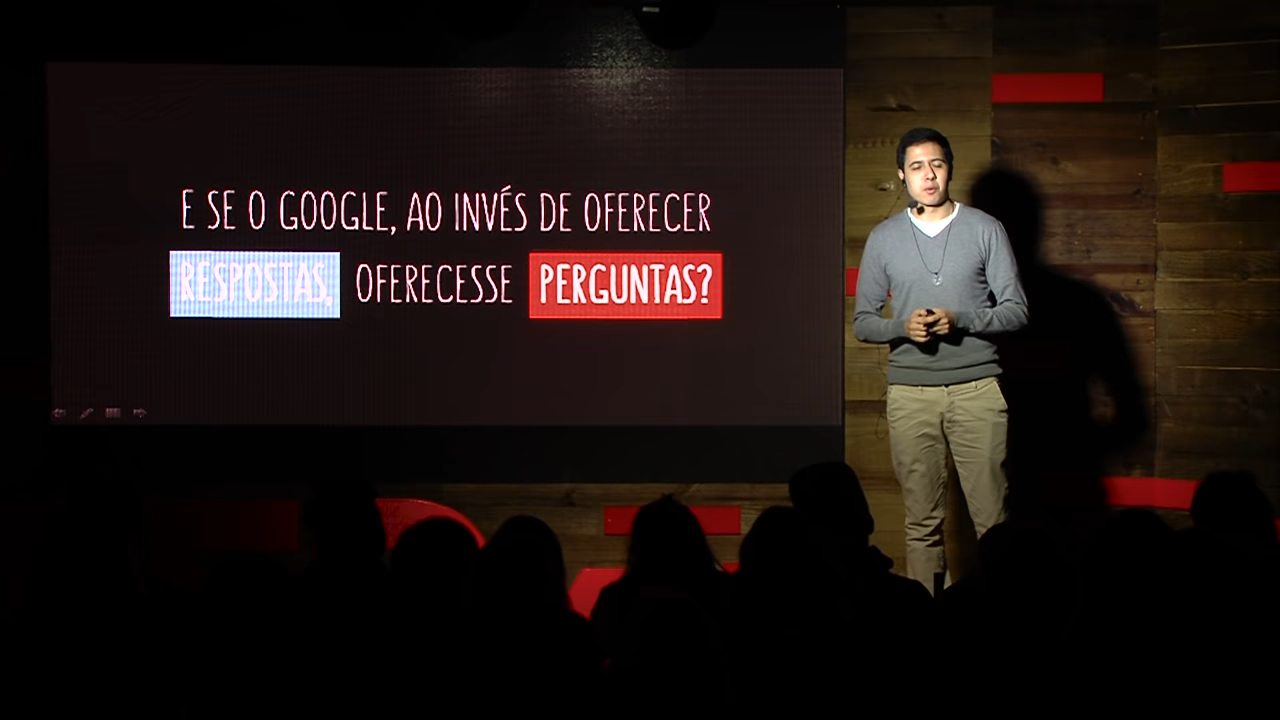 E SE O GOOGLE, AO INVÉS DE OFERECER
RESPOSTAS, OFERECESSE PERGUNTAS?